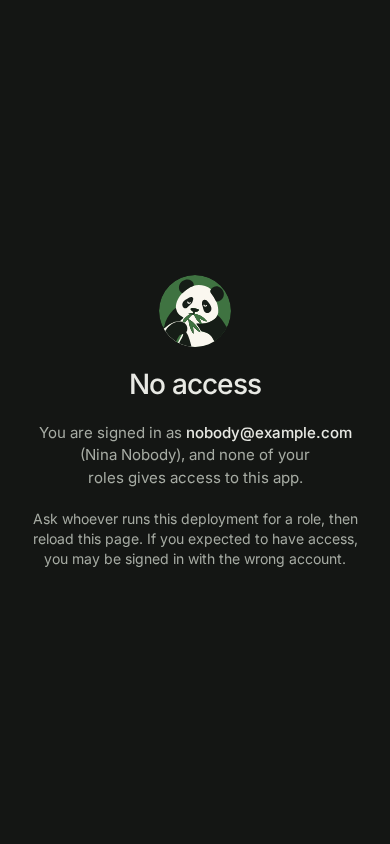 No access
You are signed in as nobody@example.com
(Nina Nobody), and none of your
roles gives access to this app.
Ask whoever runs this deployment for a role, then
reload this page. If you expected to have access,
you may be signed in with the wrong account.